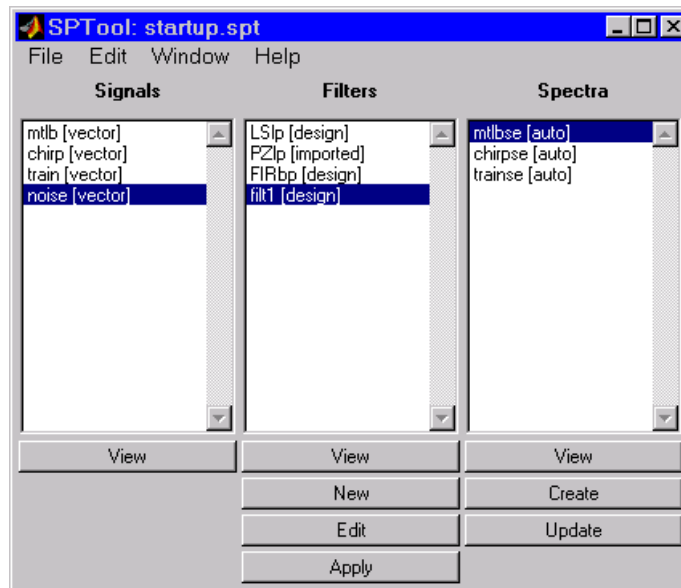 SPTool: startup.spt
File Edit Window Help
Signals Filters Spectra
mtlb [vector]
chirp [vector]
train [vector]
noise [vector]
LSlp [design]
PZlp [imported]
FIRbp [design]
filt1 [design]
mtlbse [auto]
chirpse [auto]
trainse [auto]
View View View
New Create
Edit Update
Apply